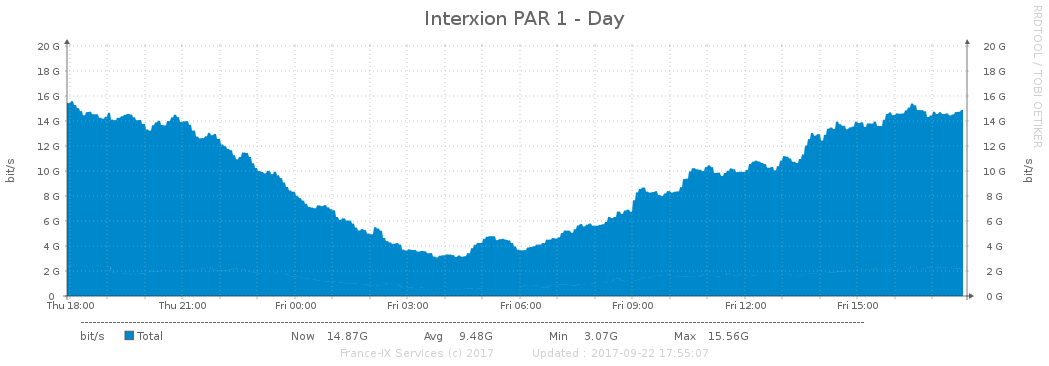 Interxion PAR 1 - Day
RRDTOOL / TOBI OETIKER
20 G 20 G
18 G 18 G
16 G 16 G
14 G 14 G
12 G 12 G
10 G 10 G
8 G 8 G
6 G 6 G
4 G 4 G
2 G 2 G
0 0 G
bit/s bit/s
Thu 18:00 Thu 21:00 Fri 00:00 Fri 03:00 Fri 06:00 Fri 09:00 Fri 12:00 Fri 15:00
bit/s Total Now 14.87G Avg 9.48G Min 3.07G Max 15.56G
France-IX Services (c) 2017 Updated : 2017-09-22 17:55:07